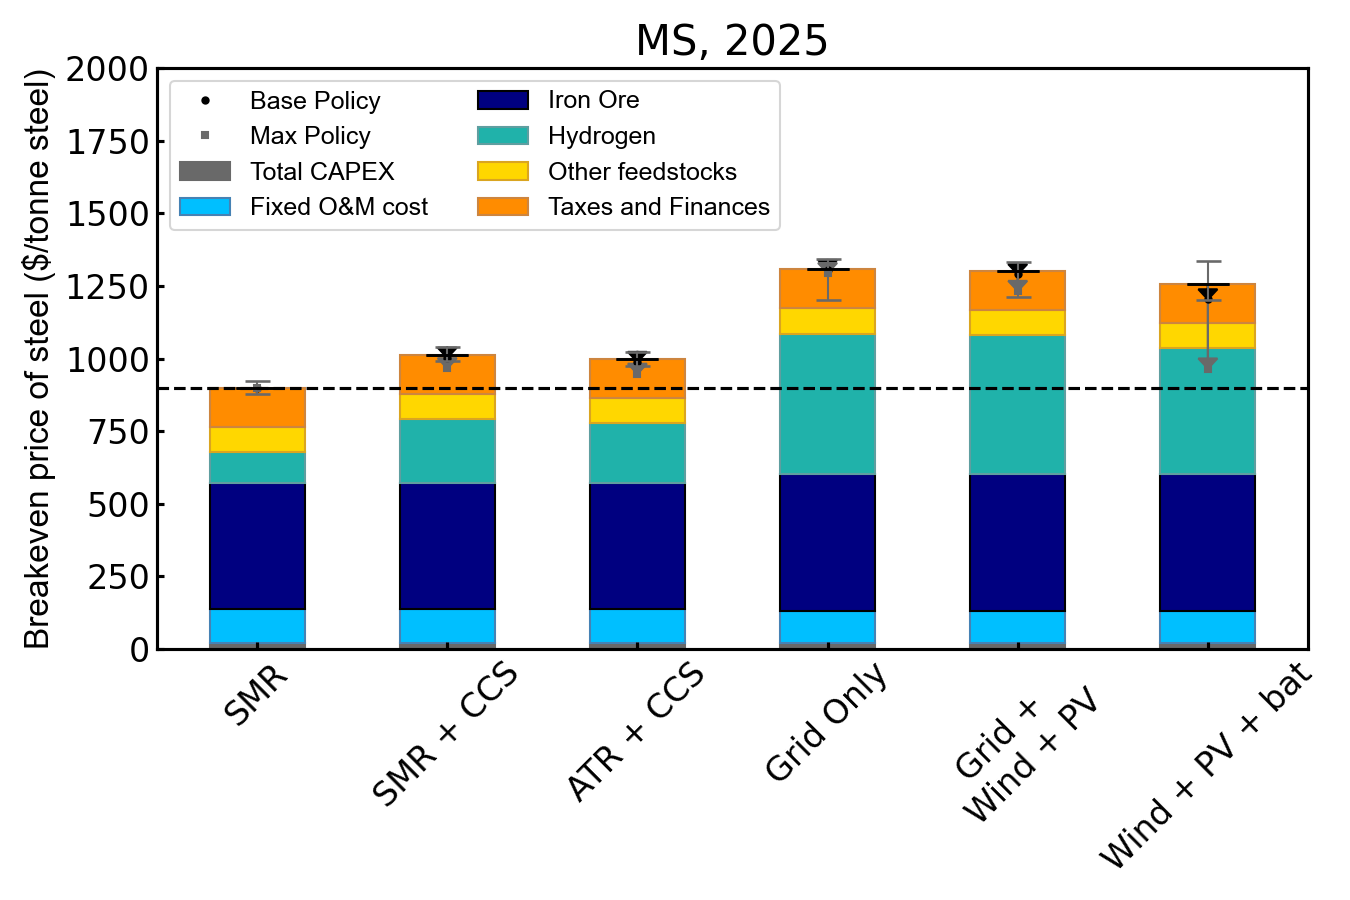 MS, 2025
Breakeven price of steel ($/tonne steel)
2000
1750
1500
1250
1000
750
500
250
0
Base Policy
Max Policy
Total CAPEX
Fixed O&M cost
Iron Ore
Hydrogen
Other feedstocks
Taxes and Finances
SMR
SMR + CCS
ATR + CCS
Grid Only
Grid +
Wind + PV
Wind + PV + bat